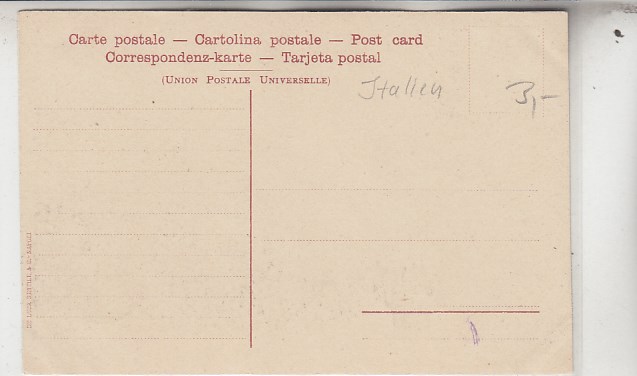 Carte postale — Cartolina postale — Post card
Correspondenz-karte — Tarjeta postal
(UNION POSTALE UNIVERSELLE)
Italien
3,-